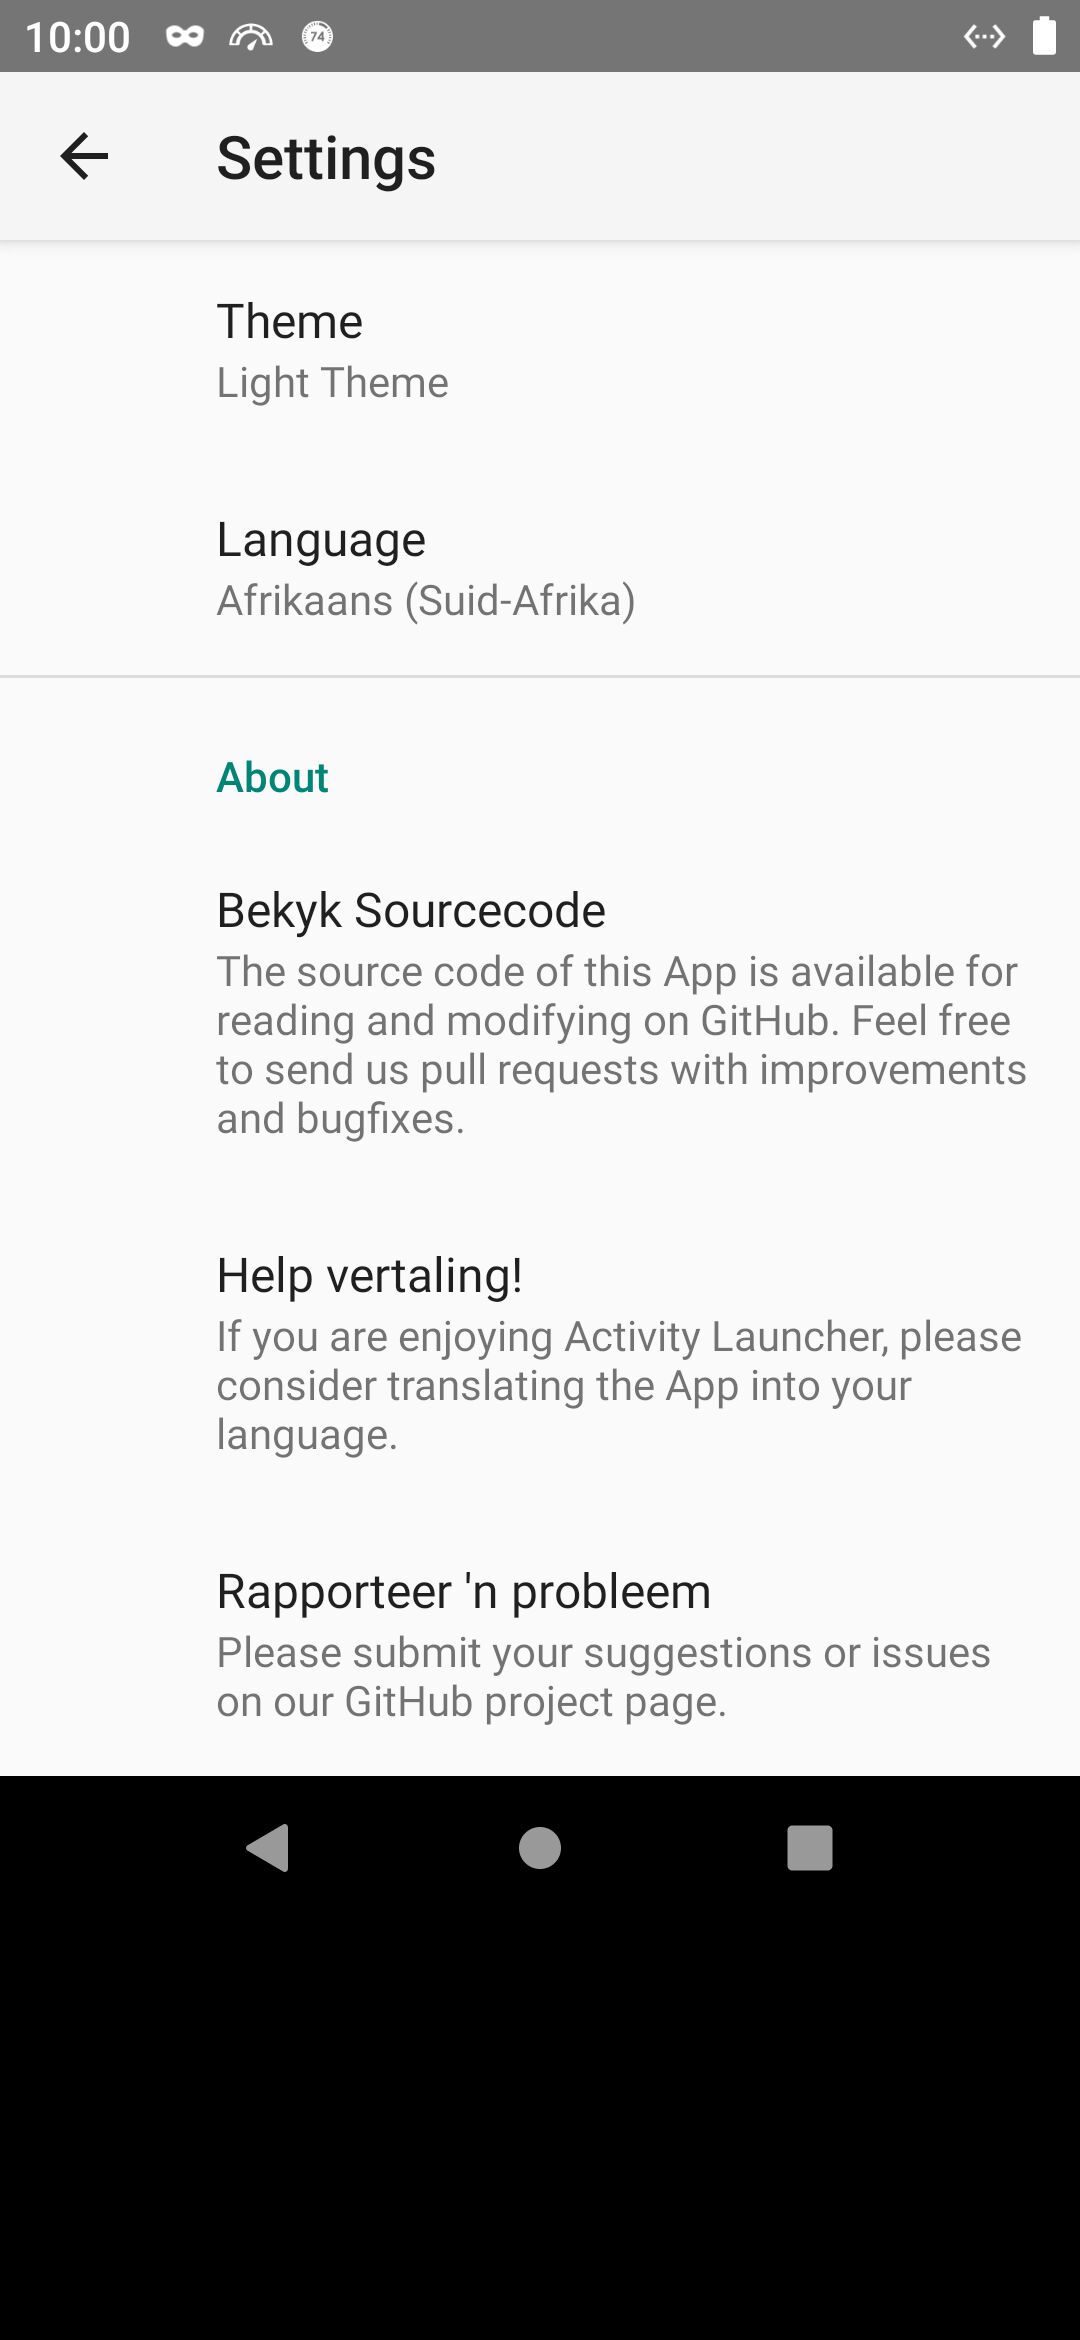 10:00
74
Settings
Theme
Light Theme
Language
Afrikaans (Suid-Afrika)
About
Bekyk Sourcecode
The source code of this App is available for
reading and modifying on GitHub. Feel free
to send us pull requests with improvements
and bugfixes.
Help vertaling!
If you are enjoying Activity Launcher, please
consider translating the App into your
language.
Rapporteer 'n probleem
Please submit your suggestions or issues
on our GitHub project page.